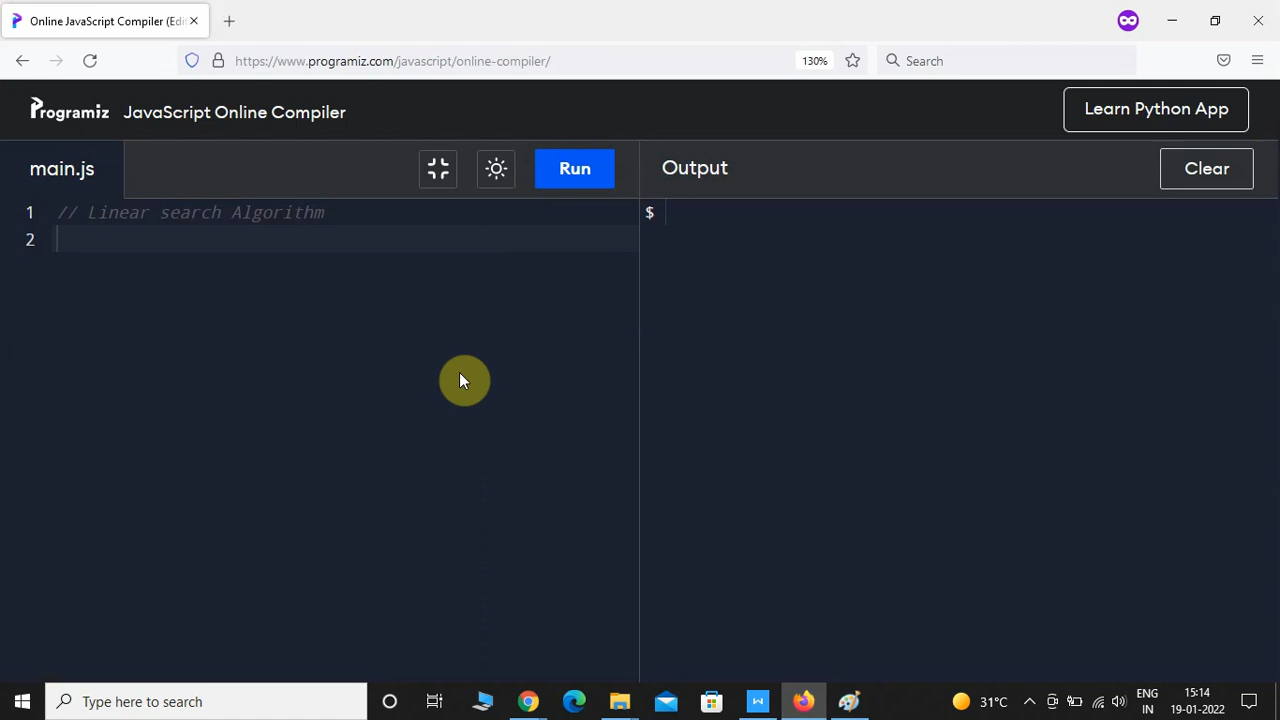 Online JavaScript Compiler (Edi
https://www.programiz.com/javascript/online-compiler/
130%
Search
Programiz
JavaScript Online Compiler
Learn Python App
main.js
Run
Output
Clear
1 // Linear search Algorithm
2
$
Type here to search
31°C
ENG
IN
15:14
19-01-2022